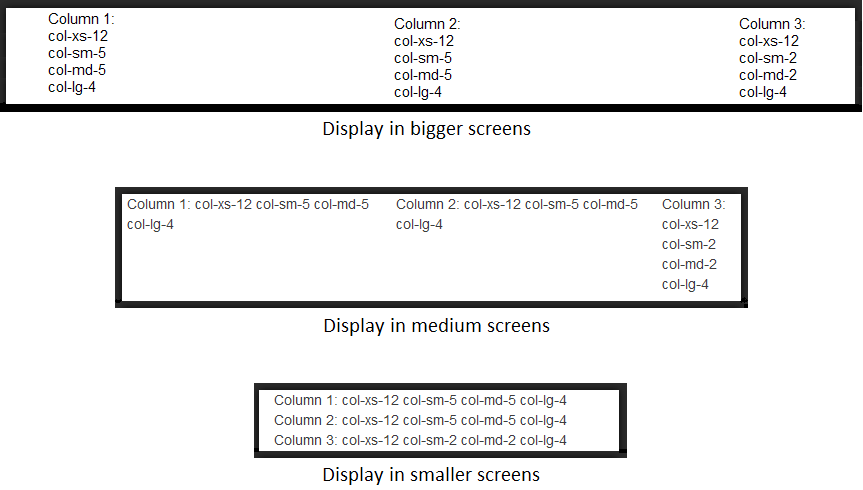 Column 1:
col-xs-12
col-sm-5
col-md-5
col-lg-4
Column 2:
col-xs-12
col-sm-5
col-md-5
col-lg-4
Column 3:
col-xs-12
col-sm-2
col-md-2
col-lg-4
Display in bigger screens
Column 1: col-xs-12 col-sm-5 col-md-5
col-lg-4
Column 2: col-xs-12 col-sm-5 col-md-5
col-lg-4
Column 3:
col-xs-12
col-sm-2
col-md-2
col-lg-4
Display in medium screens
Column 1: col-xs-12 col-sm-5 col-md-5 col-lg-4
Column 2: col-xs-12 col-sm-5 col-md-5 col-lg-4
Column 3: col-xs-12 col-sm-2 col-md-2 col-lg-4
Display in smaller screens